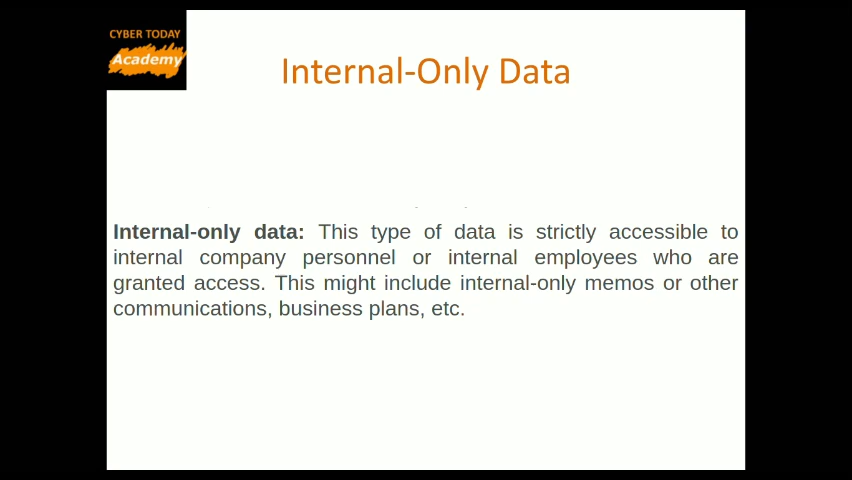 CYBER TODAY
Academy
Internal-Only Data
Internal-only data: This type of data is strictly accessible to
internal company personnel or internal employees who are
granted access. This might include internal-only memos or other
communications, business plans, etc.